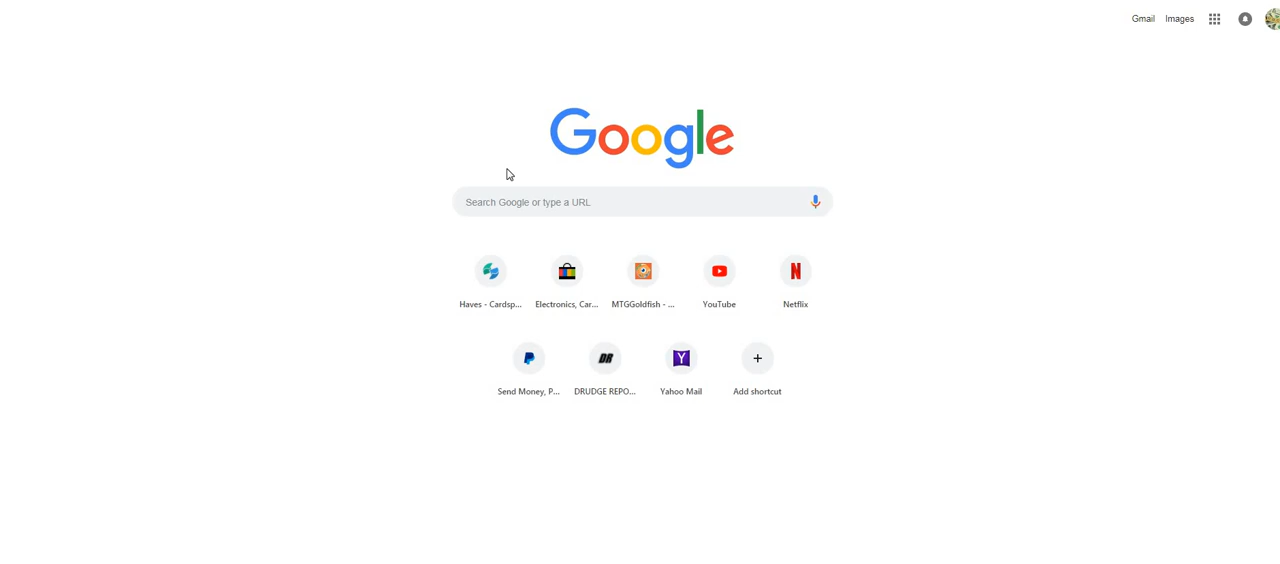 Gmail Images
Google
Search Google or type a URL
Haves - Cardsp... Electronics, Car... MTGGoldfish - ... YouTube Netflix
DR
Send Money, P... DRUDGE REPO... Yahoo Mail Add shortcut